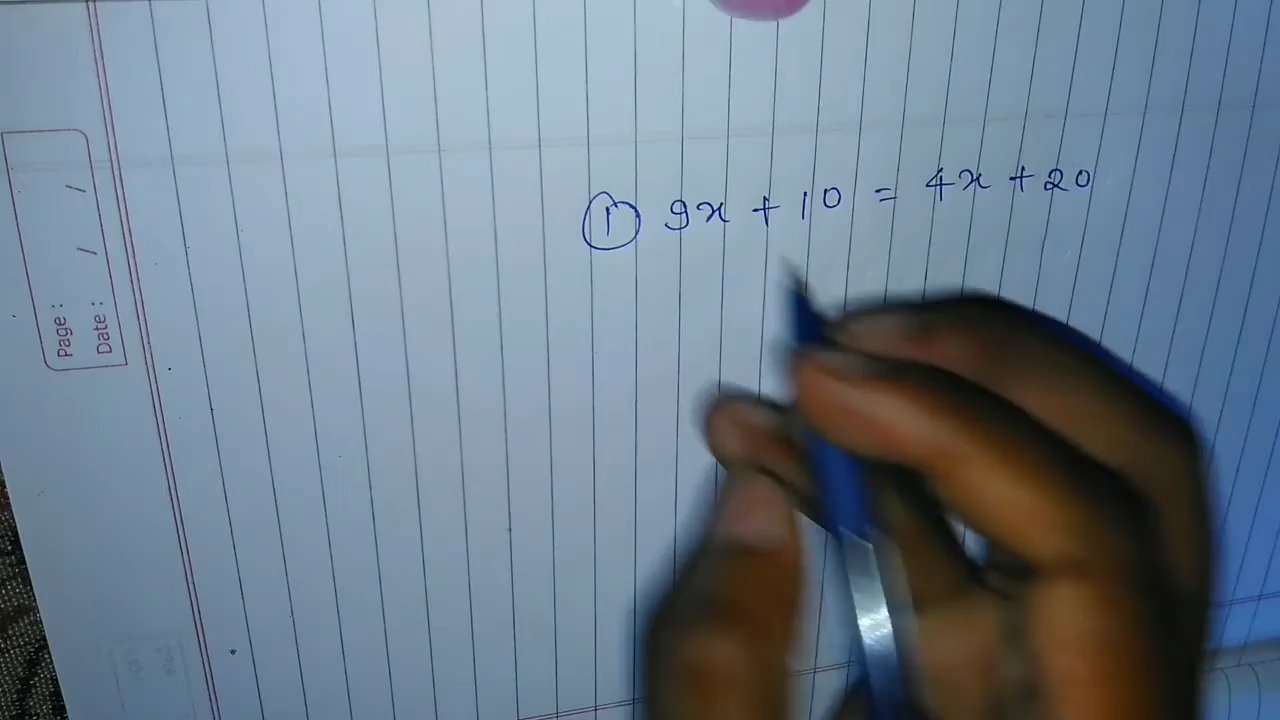 ① 9x + 10 = 4x + 20
Page :
Date : / /